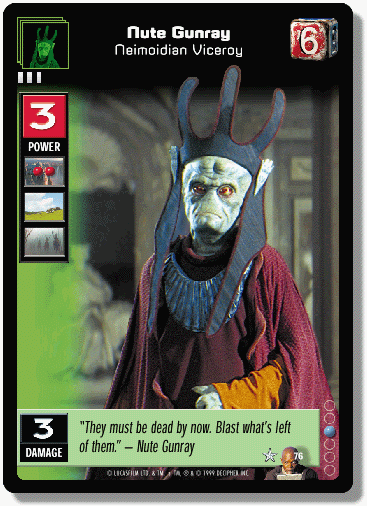 Nute Gunray
Neimoidian Viceroy
6
3
POWER
3
DAMAGE
"They must be dead by now. Blast what's left
of them." – Nute Gunray
76
© LUCASFILM LTD. & TM • TM, ® & © 1999 DECIPHER INC.